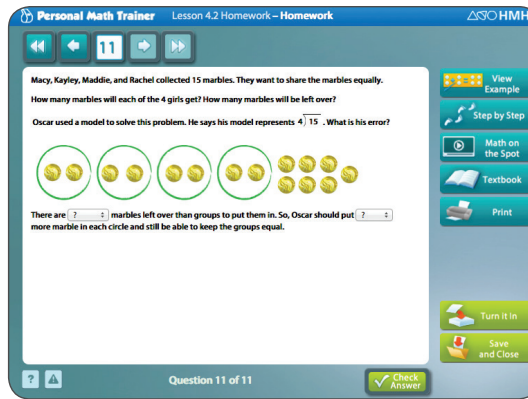 Personal Math Trainer Lesson 4.2 Homework – Homework HMH
11
Macy, Kayley, Maddie, and Rachel collected 15 marbles. They want to share the marbles equally.
How many marbles will each of the 4 girls get? How many marbles will be left over?
Oscar used a model to solve this problem. He says his model represents 4)15 . What is his error?
There are ? marbles left over than groups to put them in. So, Oscar should put ?
more marble in each circle and still be able to keep the groups equal.
View
Example
Step by Step
Math on
the Spot
Textbook
Print
Turn It In
Save
and Close
? Question 11 of 11 Check
Answer